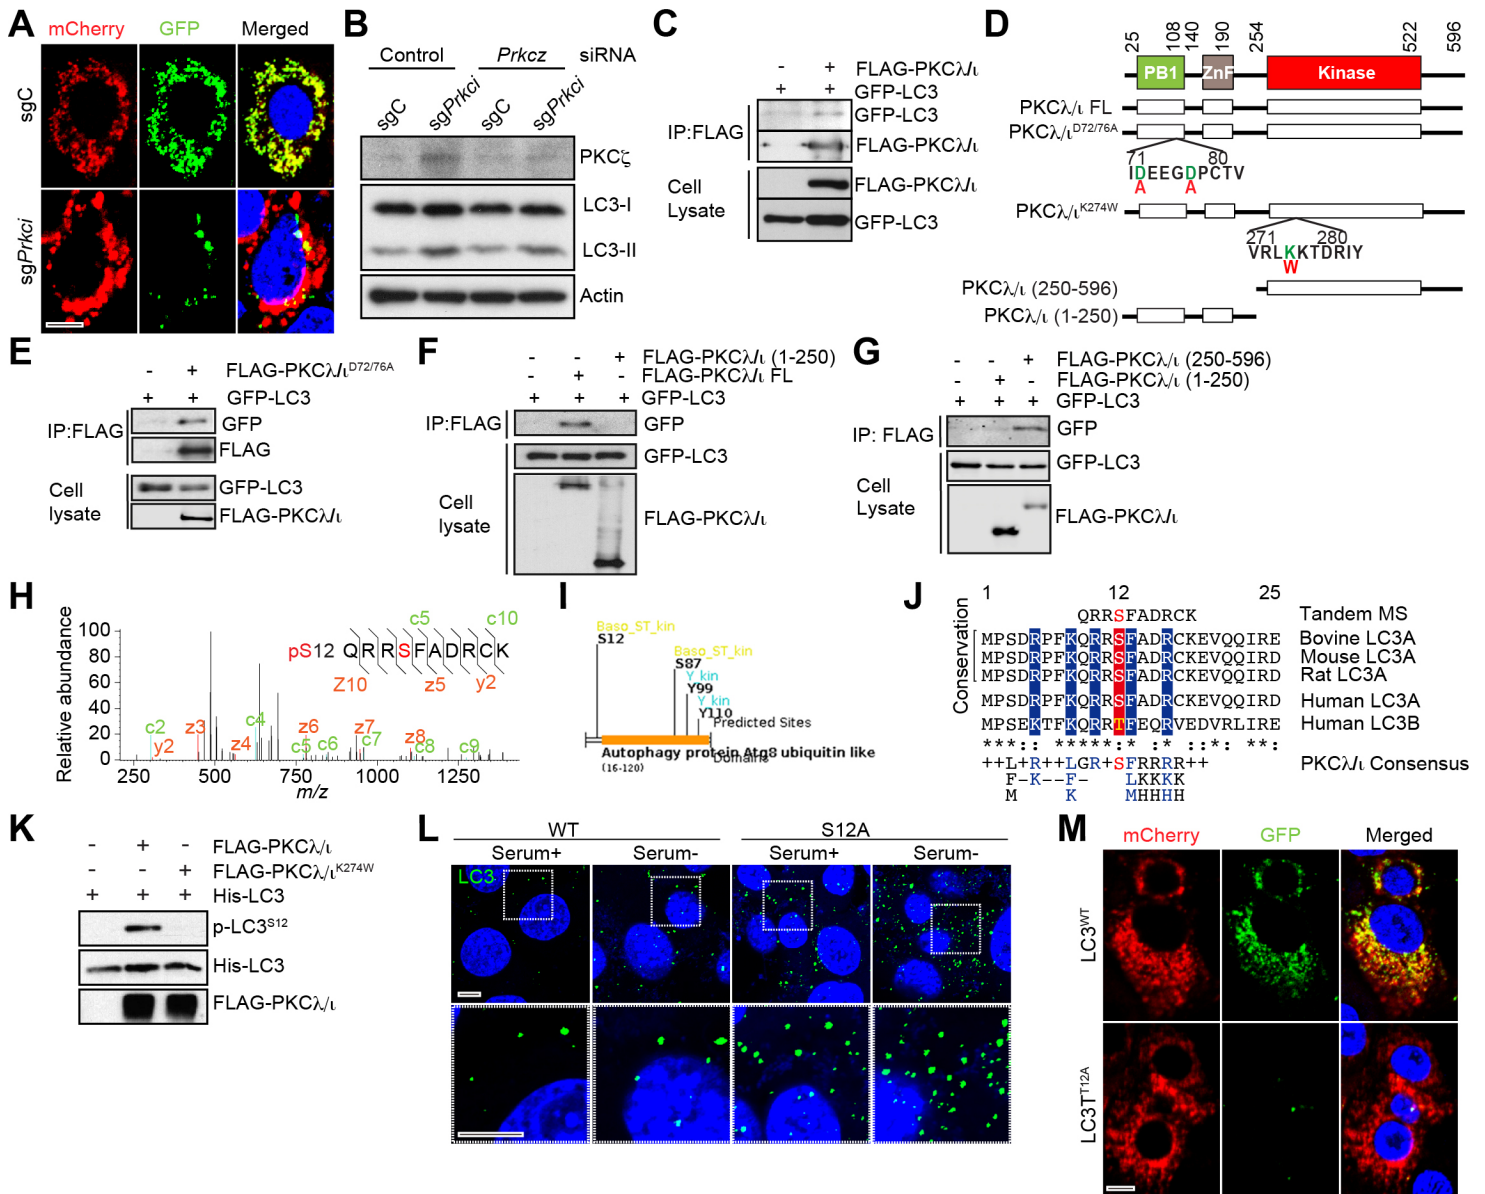 A
mCherry GFP Merged
sgC
sgPrkci
B
Control Prkcz siRNA
sgC sgPrkci sgC sgPrkci
PKCζ
LC3-I
LC3-II
Actin
C
- + FLAG-PKCλ/ι
+ + GFP-LC3
IP:FLAG
GFP-LC3
FLAG-PKCλ/ι
Cell Lysate
FLAG-PKCλ/ι
GFP-LC3
D
25 108 140 190 254 522 596
PB1 ZnF Kinase
PKCλ/ι FL
PKCλ/ιD72/76A
71 80
IDEEGDPCTV
A A
PKCλ/ιK274W
271 280
VRLKKTDRIY
W
PKCλ/ι (250-596)
PKCλ/ι (1-250)
E
- + FLAG-PKCλ/ιD72/76A
+ + GFP-LC3
IP:FLAG
GFP
FLAG
Cell lysate
GFP-LC3
FLAG-PKCλ/ι
F
- - + FLAG-PKCλ/ι (1-250)
- + - FLAG-PKCλ/ι FL
+ + + GFP-LC3
IP:FLAG
GFP
GFP-LC3
Cell lysate
FLAG-PKCλ/ι
G
- - + FLAG-PKCλ/ι (250-596)
- + - FLAG-PKCλ/ι (1-250)
+ + + GFP-LC3
IP: FLAG
GFP
GFP-LC3
Cell Lysate
FLAG-PKCλ/ι
H
Relative abundance
100
80
60
40
20
0
250 500 750 1000 1250
m/z
c5 c10
pS12 QRRSFADRCK
Z10 z5 y2
c2 y2 z3 z4 c4 c5 z6 c6 z7 c7 z8 c8 c9
I
Baso_ST_kin
S12
Baso_ST_kin
S87
Y_kin
Y99
Y_kin
Y110
Predicted Sites
Autophagy protein Atg8 ubiquitin like
Domains
(16-120)
J
1 12 25
Conservation
QRRSFADRCK Tandem MS
MPSDRPFKQRRSFADRCKEVQQIRE Bovine LC3A
MPSDRPFKQRRSFADRCKEVQQIRD Mouse LC3A
MPSDRPFKQRRSFADRCKEVQQIRD Rat LC3A
MPSDRPFKQRRSFADRCKEVQQIRD Human LC3A
MPSEKTFKQRRTFEQRVEDVRLIRE Human LC3B
***:: *****:* :* :*: **:
++L+R++LGR+SFRRRR++ PKCλ/ι Consensus
F-K--F- LKKKK
M K MHHHH
K
- + - FLAG-PKCλ/ι
- - + FLAG-PKCλ/ιK274W
+ + + His-LC3
p-LC3S12
His-LC3
FLAG-PKCλ/ι
L
WT S12A
Serum+ Serum- Serum+ Serum-
LC3
M
mCherry GFP Merged
LC3WT
LC3TT12A